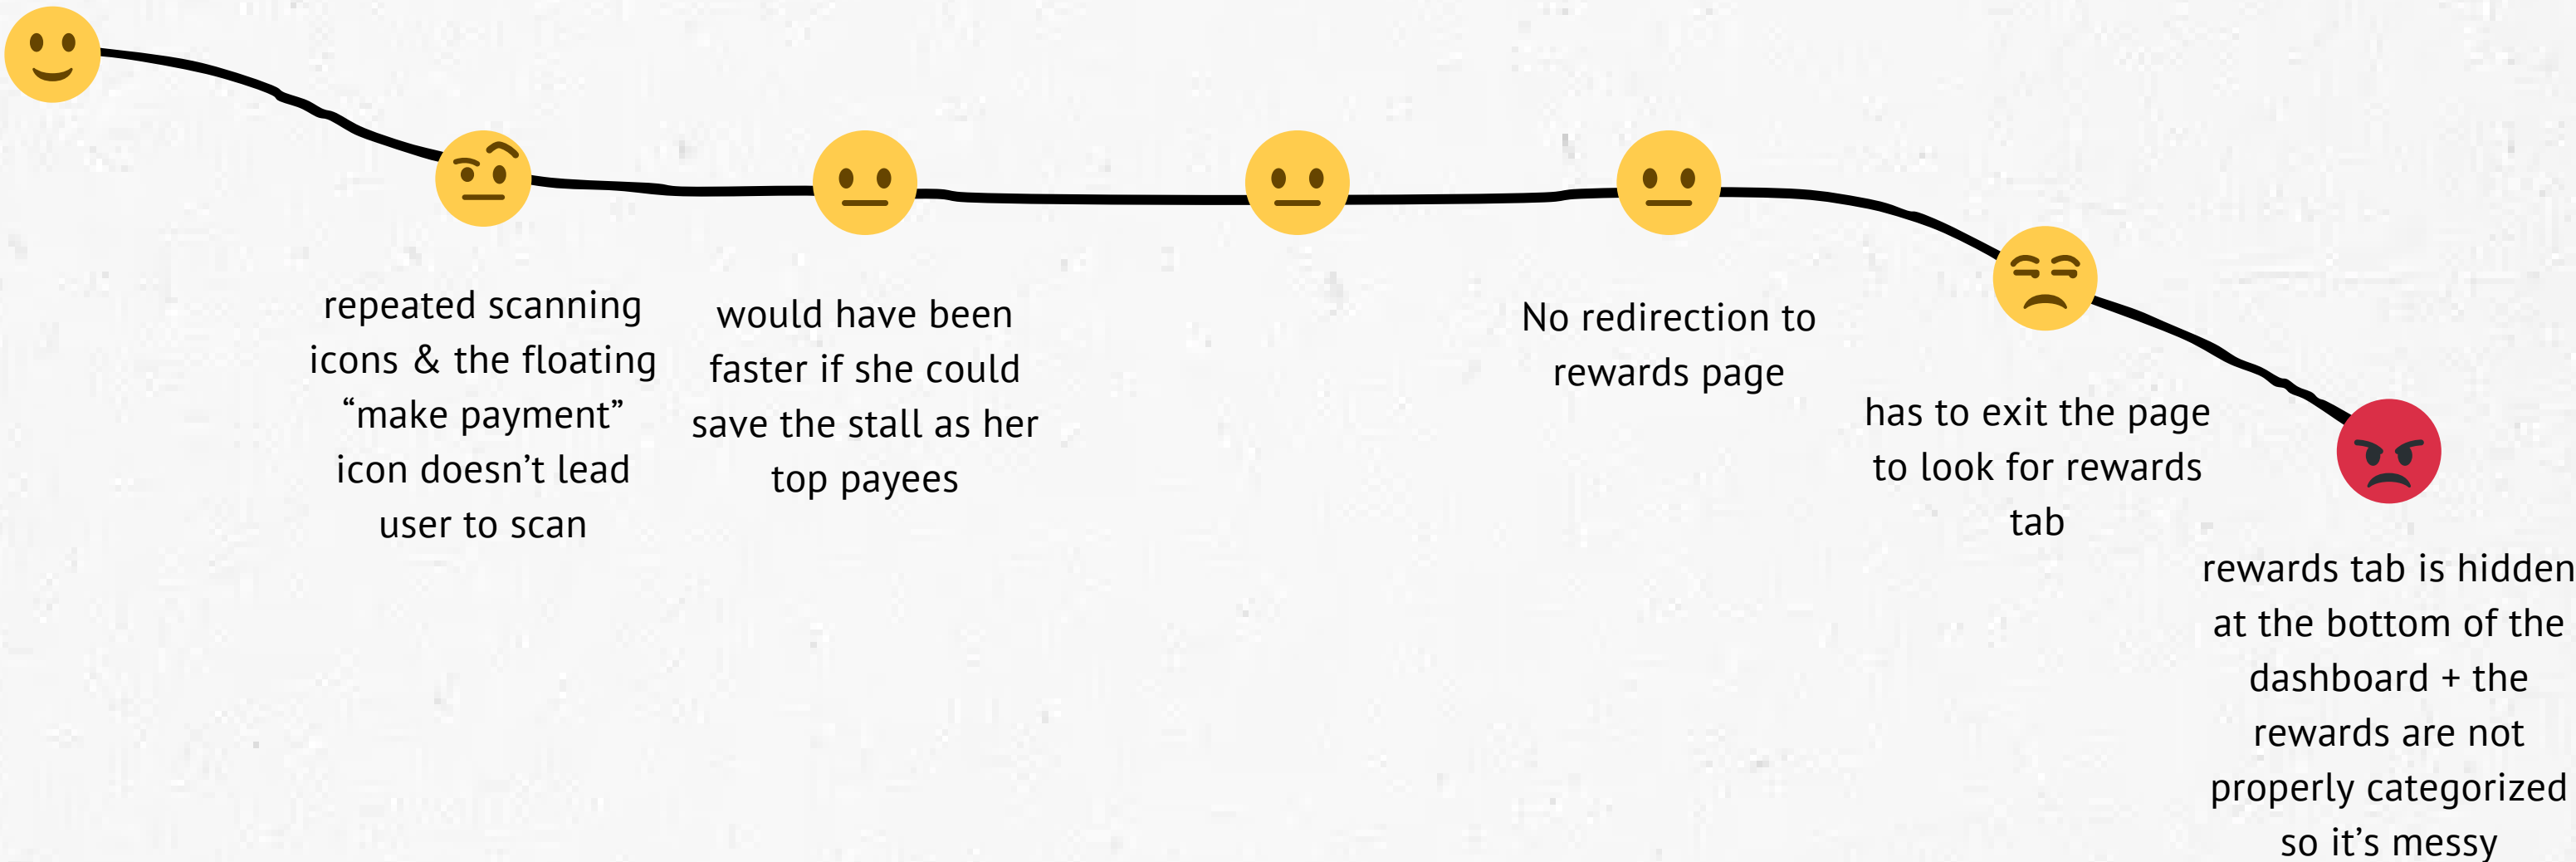 repeated scanning
icons & the floating
“make payment”
icon doesn’t lead
user to scan
would have been
faster if she could
save the stall as her
top payees
No redirection to
rewards page
has to exit the page
to look for rewards
tab
rewards tab is hidden
at the bottom of the
dashboard + the
rewards are not
properly categorized
so it’s messy